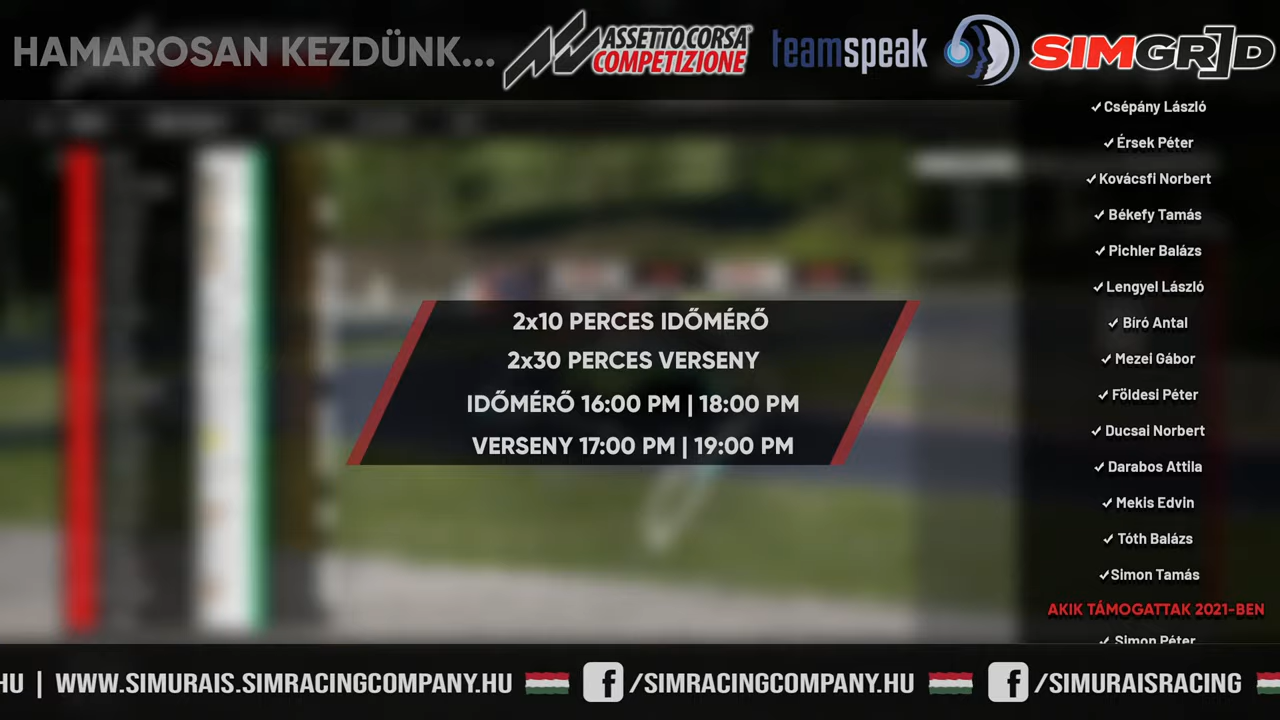 HAMAROSAN KEZDÜNK...
ASSETTO CORSA
COMPETIZIONE
teamspeak
SIMGRID
Csépány László
Érsek Péter
Kovácsfi Norbert
Békefy Tamás
Pichler Balázs
Lengyel László
Bíró Antal
Mezei Gábor
Földesi Péter
Ducsai Norbert
Darabos Attila
Mekis Edvin
Tóth Balázs
Simon Tamás
AKIK TÁMOGATTAK 2021-BEN
Simon Péter
2x10 PERCES IDŐMÉRŐ
2x30 PERCES VERSENY
IDŐMÉRŐ 16:00 PM | 18:00 PM
VERSENY 17:00 PM | 19:00 PM
HU | WWW.SIMURAIS.SIMRACINGCOMPANY.HU /SIMRACINGCOMPANY.HU /SIMURAISRACING